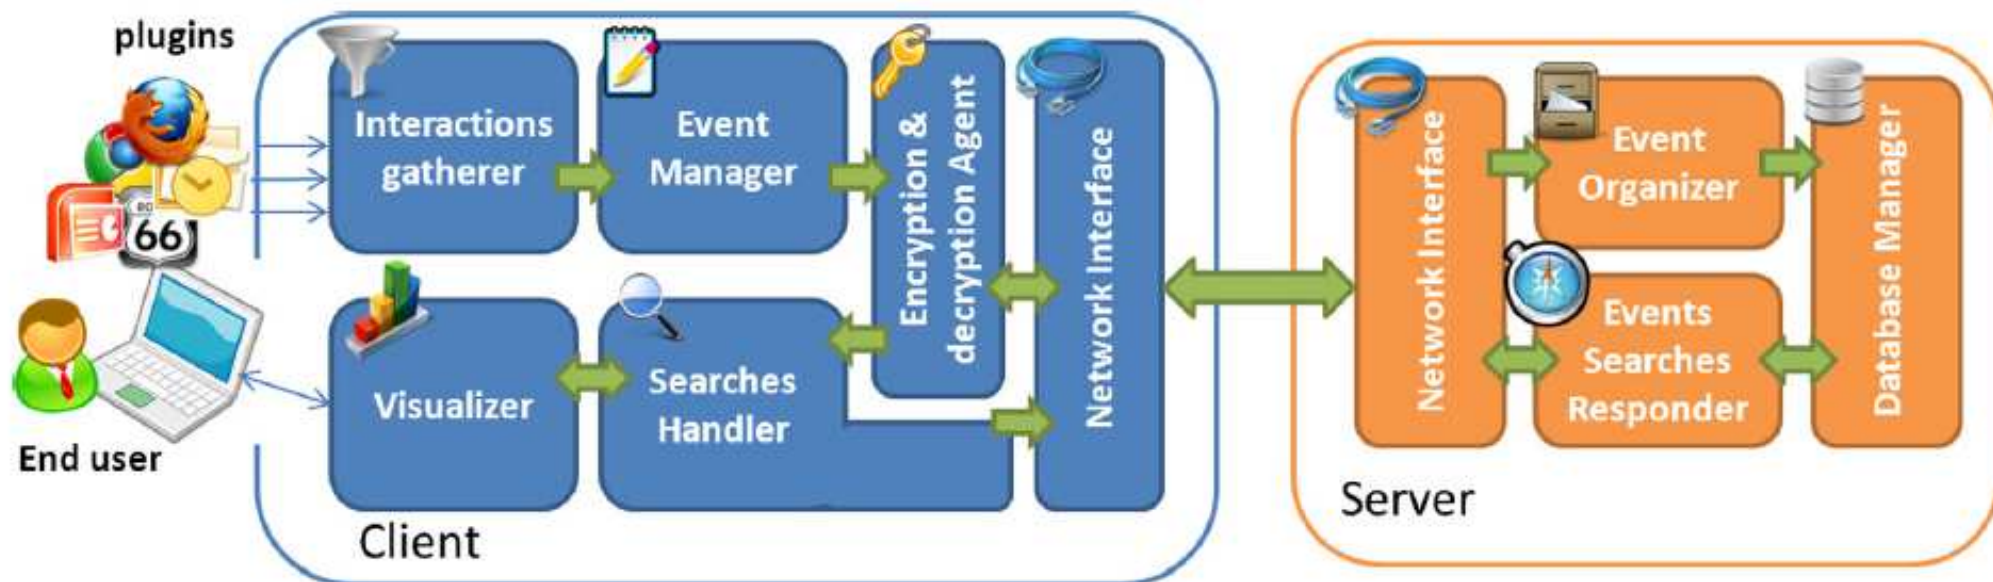 plugins
Interactions
gatherer
Event
Manager
Encryption &
decryption Agent
Network Interface
66
End user
Visualizer
Searches
Handler
Client
Network Interface
Event
Organizer
Events
Searches
Responder
Database Manager
Server